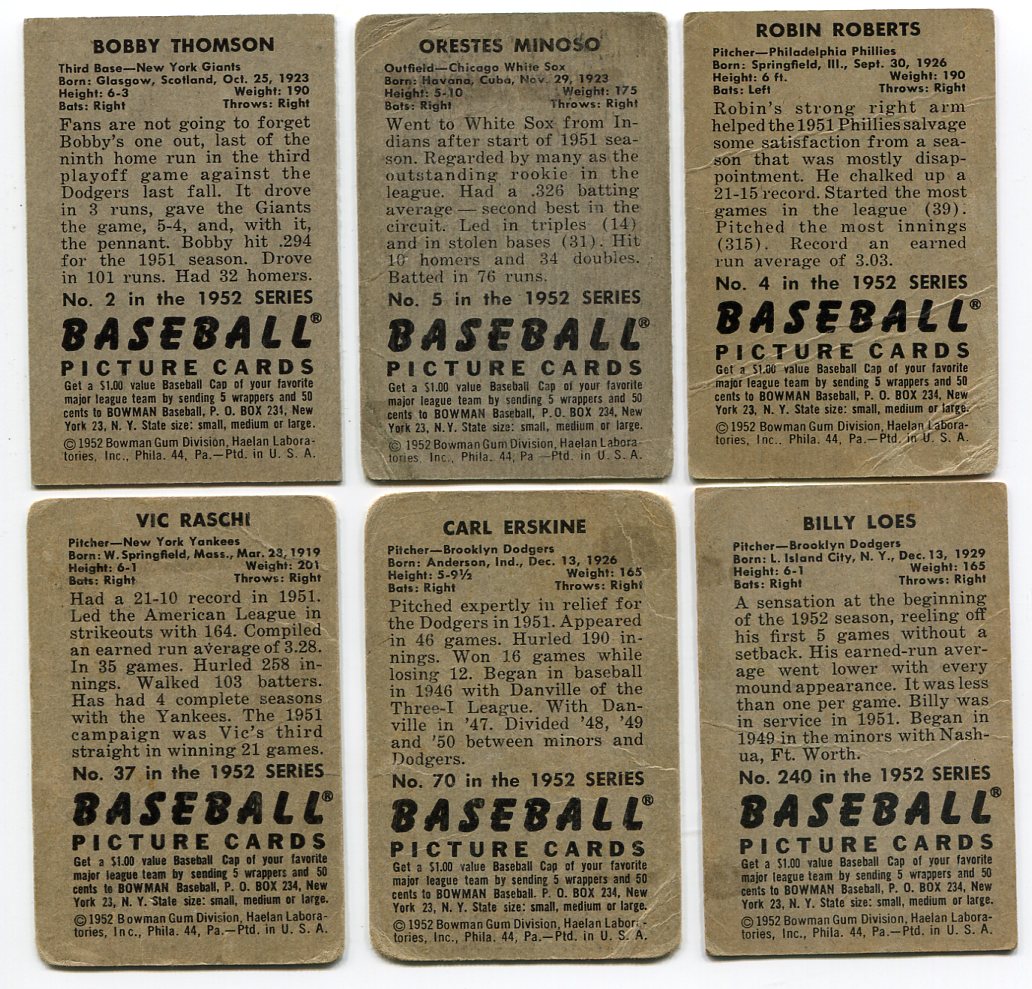 BOBBY THOMSON
Third Base—New York Giants
Born: Glasgow, Scotland, Oct. 25, 1923
Height: 6-3 Weight: 190
Bats: Right Throws: Right
Fans are not going to forget
Bobby's one out, last of the
ninth home run in the third
playoff game against the
Dodgers last fall. It drove
in 3 runs, gave the Giants
the game, 5-4, and, with it,
the pennant. Bobby hit .294
for the 1951 season. Drove
in 101 runs. Had 32 homers.
No. 2 in the 1952 SERIES
BASEBALL®
PICTURE CARDS
Get a $1.00 value Baseball Cap of your favorite
major league team by sending 5 wrappers and 50
cents to BOWMAN Baseball, P. O. BOX 234, New
York 23, N. Y. State size: small, medium or large.
©1952 Bowman Gum Division, Haelan Labora-
tories, Inc., Phila. 44, Pa.—Ptd. in U. S. A.
ORESTES MINOSO
Outfield—Chicago White Sox
Born: Havana, Cuba, Nov. 29, 1923
Height: 5-10 Weight: 175
Bats: Right Throws: Right
Went to White Sox from In-
dians after start of 1951 sea-
son. Regarded by many as the
outstanding rookie in the
league. Had a .326 batting
average — second best in the
circuit. Led in triples (14)
and in stolen bases (31). Hit
10 homers and 34 doubles.
Batted in 76 runs.
No. 5 in the 1952 SERIES
BASEBALL®
PICTURE CARDS
Get a $1.00 value Baseball Cap of your favorite
major league team by sending 5 wrappers and 50
cents to BOWMAN Baseball, P. O. BOX 234, New
York 23, N. Y. State size: small, medium or large.
©1952 Bowman Gum Division, Haelan Labora-
tories, Inc., Phila. 44, Pa —Ptd. in U. S. A.
ROBIN ROBERTS
Pitcher—Philadelphia Phillies
Born: Springfield, Ill., Sept. 30, 1926
Height: 6 ft. Weight: 190
Bats: Left Throws: Right
Robin's strong right arm
helped the 1951 Phillies salvage
some satisfaction from a sea-
son that was mostly disap-
pointment. He chalked up a
21-15 record. Started the most
games in the league (39).
Pitched the most innings
(315). Record an earned
run average of 3.03.
No. 4 in the 1952 SERIES
BASEBALL®
PICTURE CARDS
Get a $1.00 value Baseball Cap of your favorite
major league team by sending 5 wrappers and 50
cents to BOWMAN Baseball, P. O. BOX 234, New
York 23, N. Y. State size: small, medium or large.
©1952 Bowman Gum Division, Haelan Labora-
tories, Inc., Phila. 44, Pa.—Ptd. in U. S. A.
VIC RASCHI
Pitcher—New York Yankees
Born: W. Springfield, Mass., Mar. 28, 1919
Height: 6-1 Weight: 201
Bats: Right Throws: Right
Had a 21-10 record in 1951.
Led the American League in
strikeouts with 164. Compiled
an earned run average of 3.28.
In 35 games. Hurled 258 in-
nings. Walked 103 batters.
Has had 4 complete seasons
with the Yankees. The 1951
campaign was Vic's third
straight in winning 21 games.
No. 37 in the 1952 SERIES
BASEBALL®
PICTURE CARDS
Get a $1.00 value Baseball Cap of your favorite
major league team by sending 5 wrappers and 50
cents to BOWMAN Baseball, P. O. BOX 234, New
York 23, N. Y. State size: small, medium or large.
©1952 Bowman Gum Division, Haelan Labora-
tories, Inc., Phila. 44, Pa.—Ptd. in U. S. A.
CARL ERSKINE
Pitcher—Brooklyn Dodgers
Born: Anderson, Ind., Dec. 13, 1926
Height: 5-9½ Weight: 165
Bats: Right Throws: Right
Pitched expertly in relief for
the Dodgers in 1951. Appeared
in 46 games. Hurled 190 in-
nings. Won 16 games while
losing 12. Began in baseball
in 1946 with Danville of the
Three-I League. With Dan-
ville in '47. Divided '48, '49
and '50 between minors and
Dodgers.
No. 70 in the 1952 SERIES
BASEBALL®
PICTURE CARDS
Get a $1.00 value Baseball Cap of your favorite
major league team by sending 5 wrappers and 50
cents to BOWMAN Baseball, P. O. BOX 234, New
York 23, N. Y. State size: small, medium or large.
©1952 Bowman Gum Division, Haelan Labora-
tories, Inc., Phila. 44, Pa.—Ptd. in U. S. A.
BILLY LOES
Pitcher—Brooklyn Dodgers
Born: L. Island City, N. Y., Dec. 13, 1929
Height: 6-1 Weight: 165
Bats: Right Throws: Right
A sensation at the beginning
of the 1952 season, reeling off
his first 5 games without a
setback. His earned-run aver-
age went lower with every
mound appearance. It was less
than one per game. Billy was
in service in 1951. Began in
1949 in the minors with Nash-
ua, Ft. Worth.
No. 240 in the 1952 SERIES
BASEBALL®
PICTURE CARDS
Get a $1.00 value Baseball Cap of your favorite
major league team by sending 5 wrappers and 50
cents to BOWMAN Baseball, P. O. BOX 234, New
York 23, N. Y. State size: small, medium or large.
©1952 Bowman Gum Division, Haelan Labora-
tories, Inc., Phila. 44, Pa.—Ptd. in U. S. A.